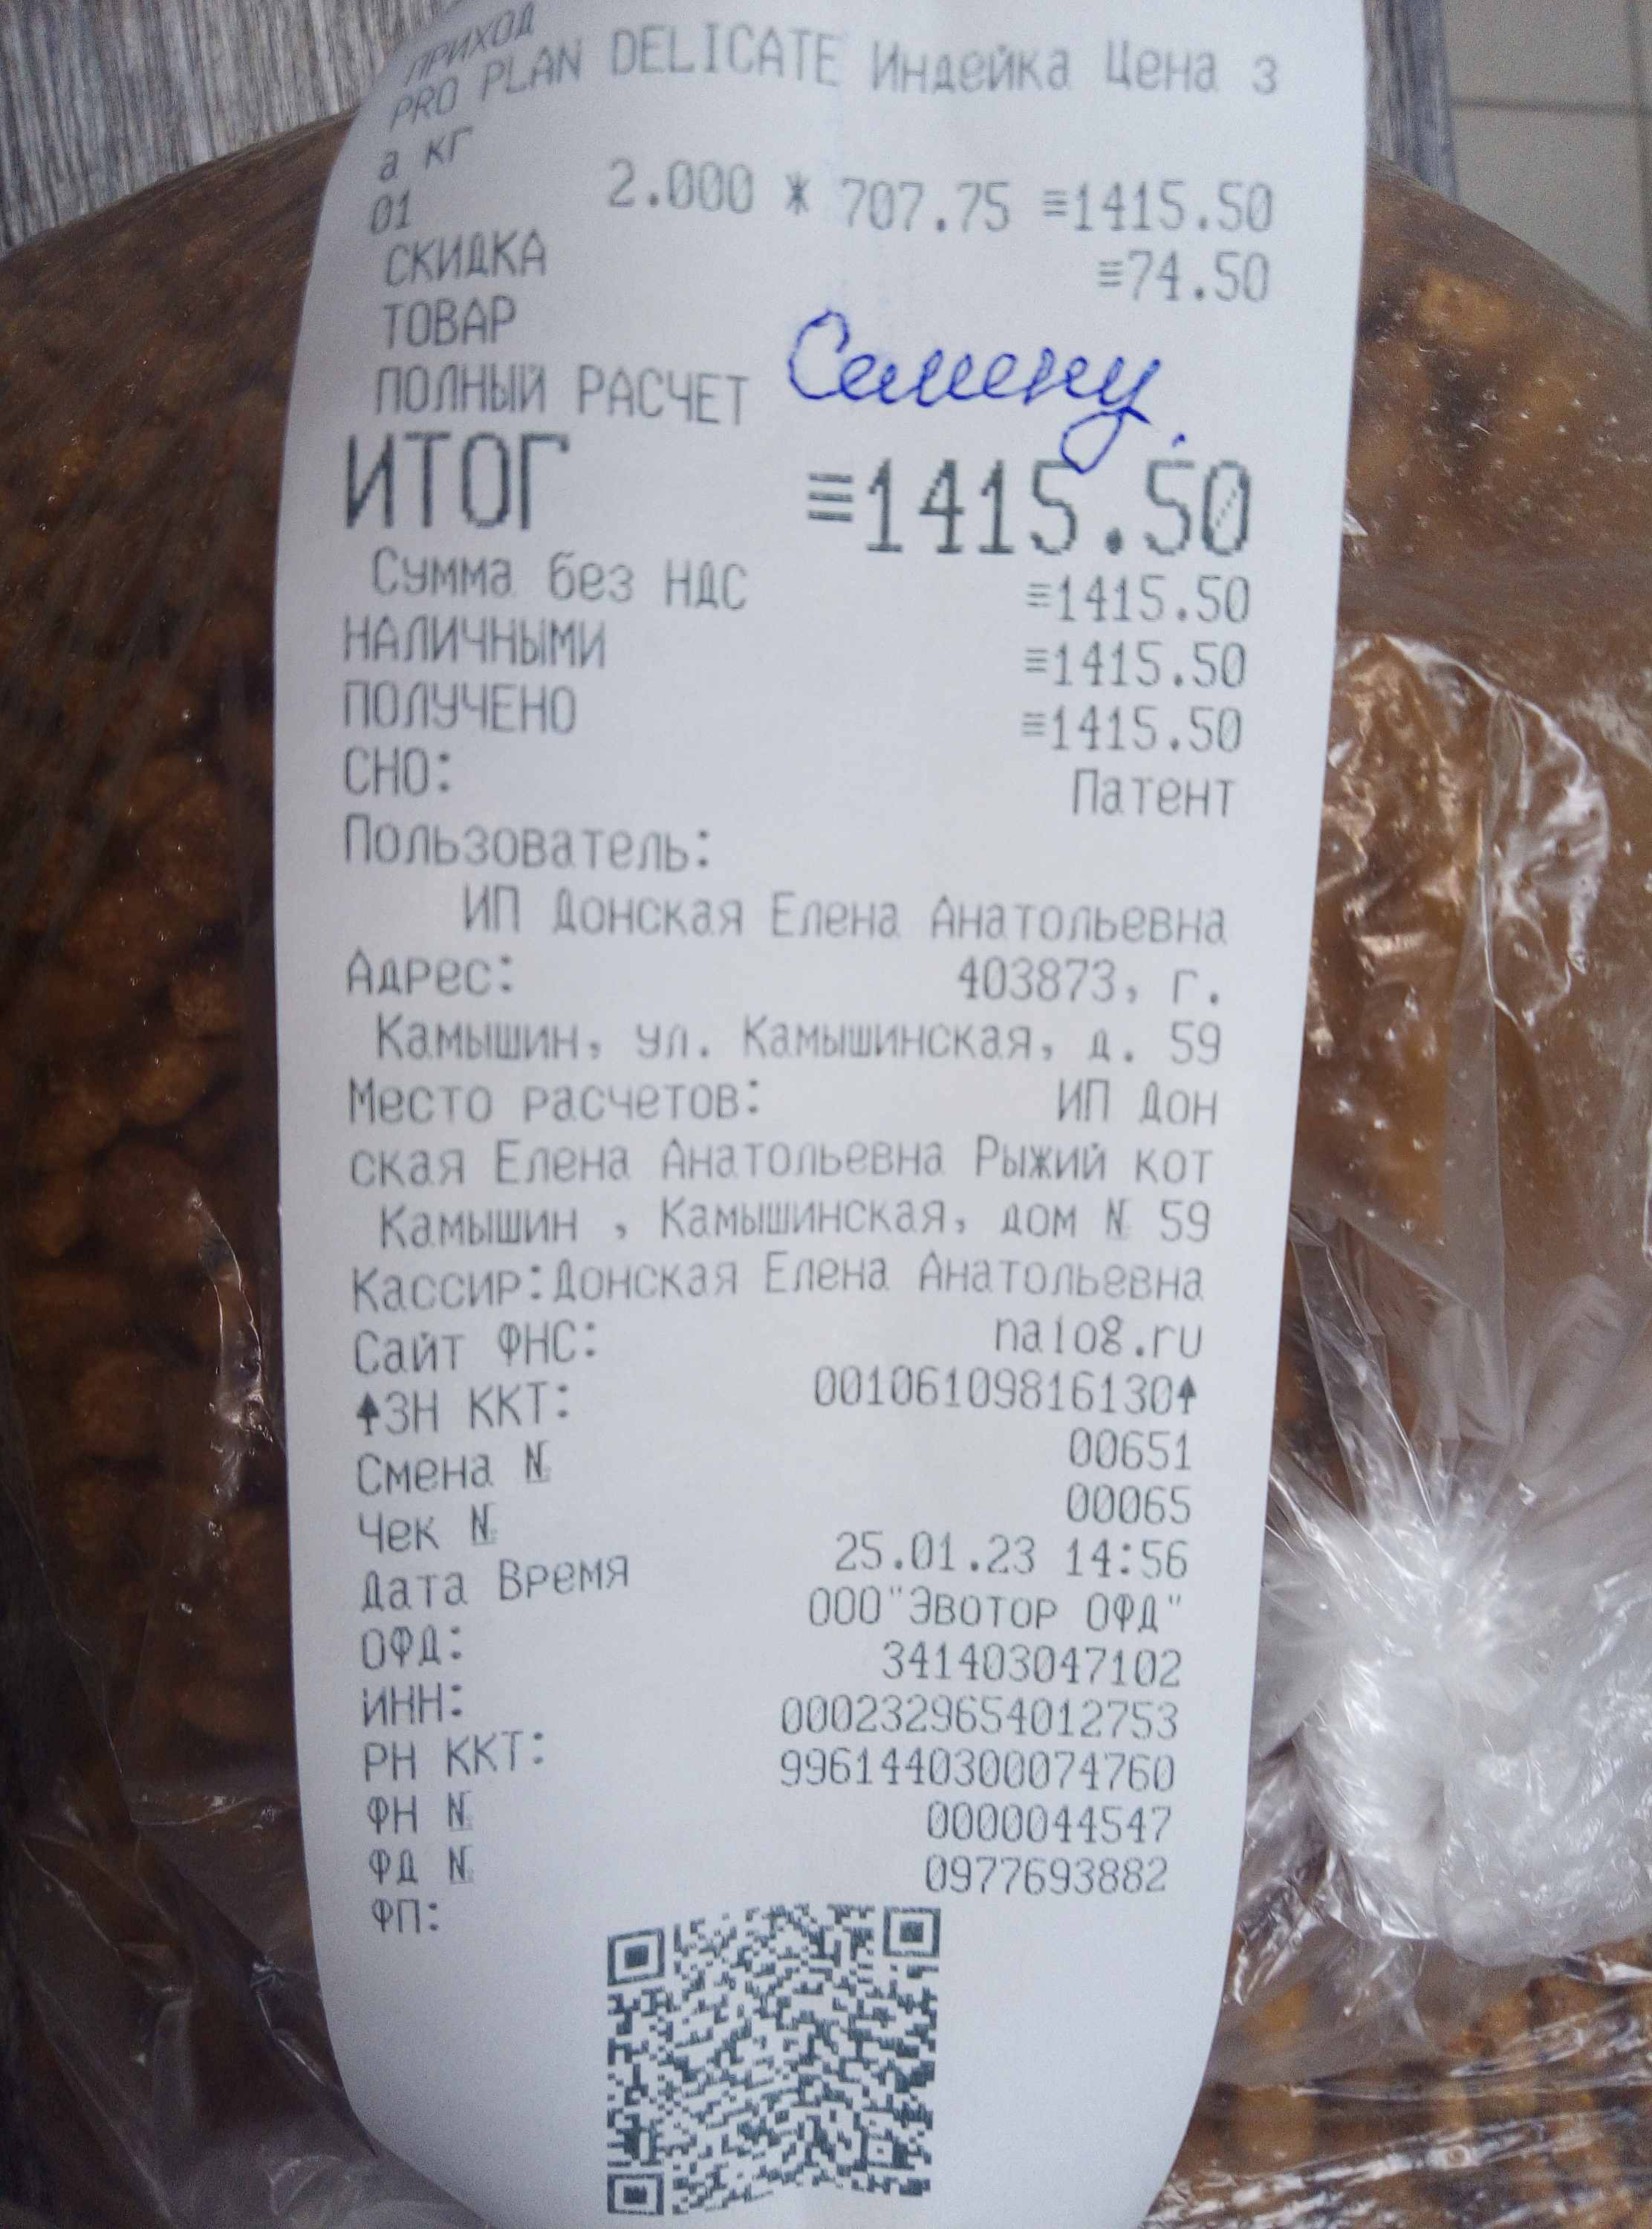 ПРИХОД
PRO PLAN DELICATE Индейка Цена з
а кг
01 2.000 * 707.75 ≡1415.50
СКИДКА ≡74.50
ТОВАР
ПОЛНЫЙ РАСЧЕТ Семену
ИТОГ ≡1415.50
Сумма без НДС ≡1415.50
НАЛИЧНЫМИ ≡1415.50
ПОЛУЧЕНО ≡1415.50
СНО: Патент
Пользователь:
ИП Донская Елена Анатольевна
Адрес: 403873, г.
Камышин, ул. Камышинская, д. 59
Место расчетов: ИП Дон
ская Елена Анатольевна Рыжий кот
Камышин , Камышинская, дом № 59
Кассир:Донская Елена Анатольевна
Сайт ФНС: nalog.ru
↑ЗН ККТ: 00106109816130↑
Смена № 00651
Чек № 00065
Дата Время 25.01.23 14:56
ОФД: ООО"Эвотор ОФД"
ИНН: 341403047102
РН ККТ: 0002329654012753
ФН № 9961440300074760
ФД № 0000044547
ФП: 0977693882